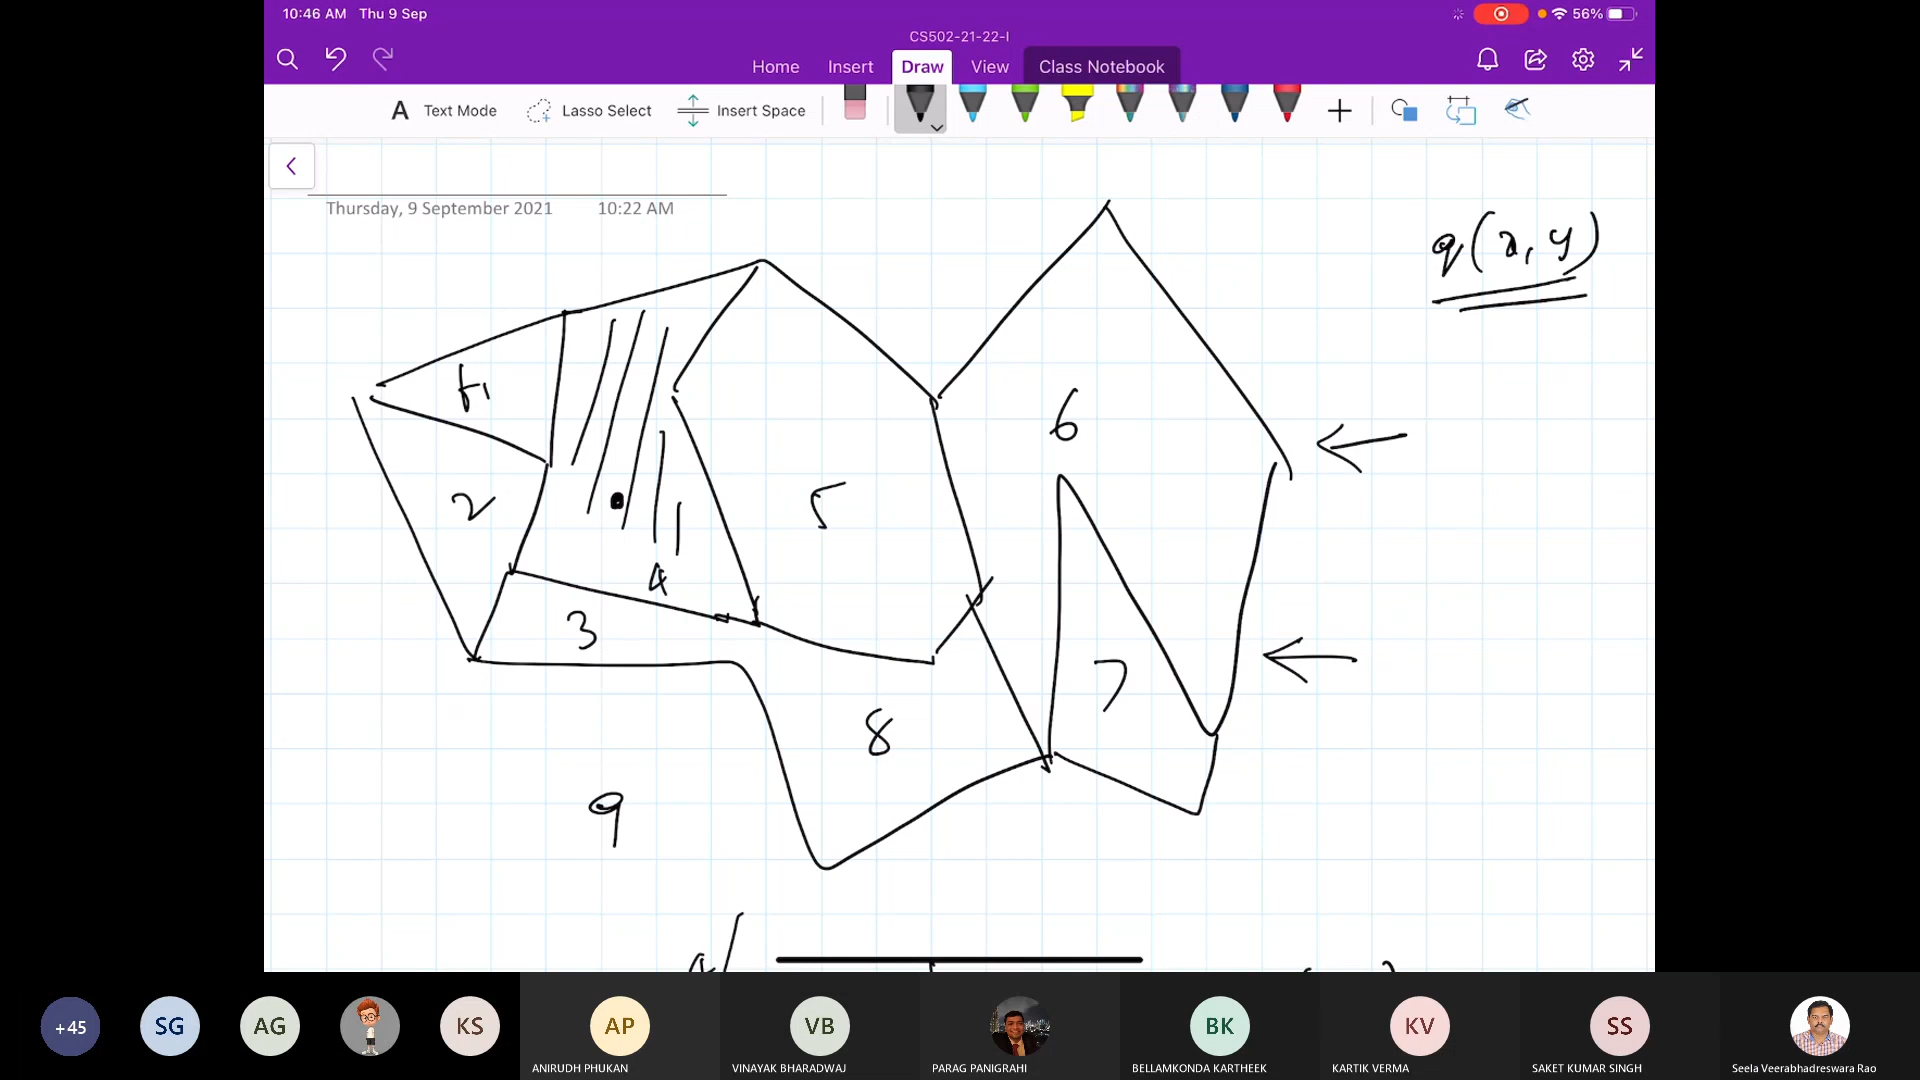 10:46 AM Thu 9 Sep
56%
CS502-21-22-I
Home Insert Draw View Class Notebook
A Text Mode Lasso Select Insert Space
Thursday, 9 September 2021 10:22 AM
q(x, y)
f1
6
2
5
4
3
7
8
9
+45 SG AG KS AP VB BK KV SS
ANIRUDH PHUKAN VINAYAK BHARADWAJ PARAG PANIGRAHI BELLAMKONDA KARTHEEK KARTIK VERMA SAKET KUMAR SINGH Seela Veerabhadreswara Rao